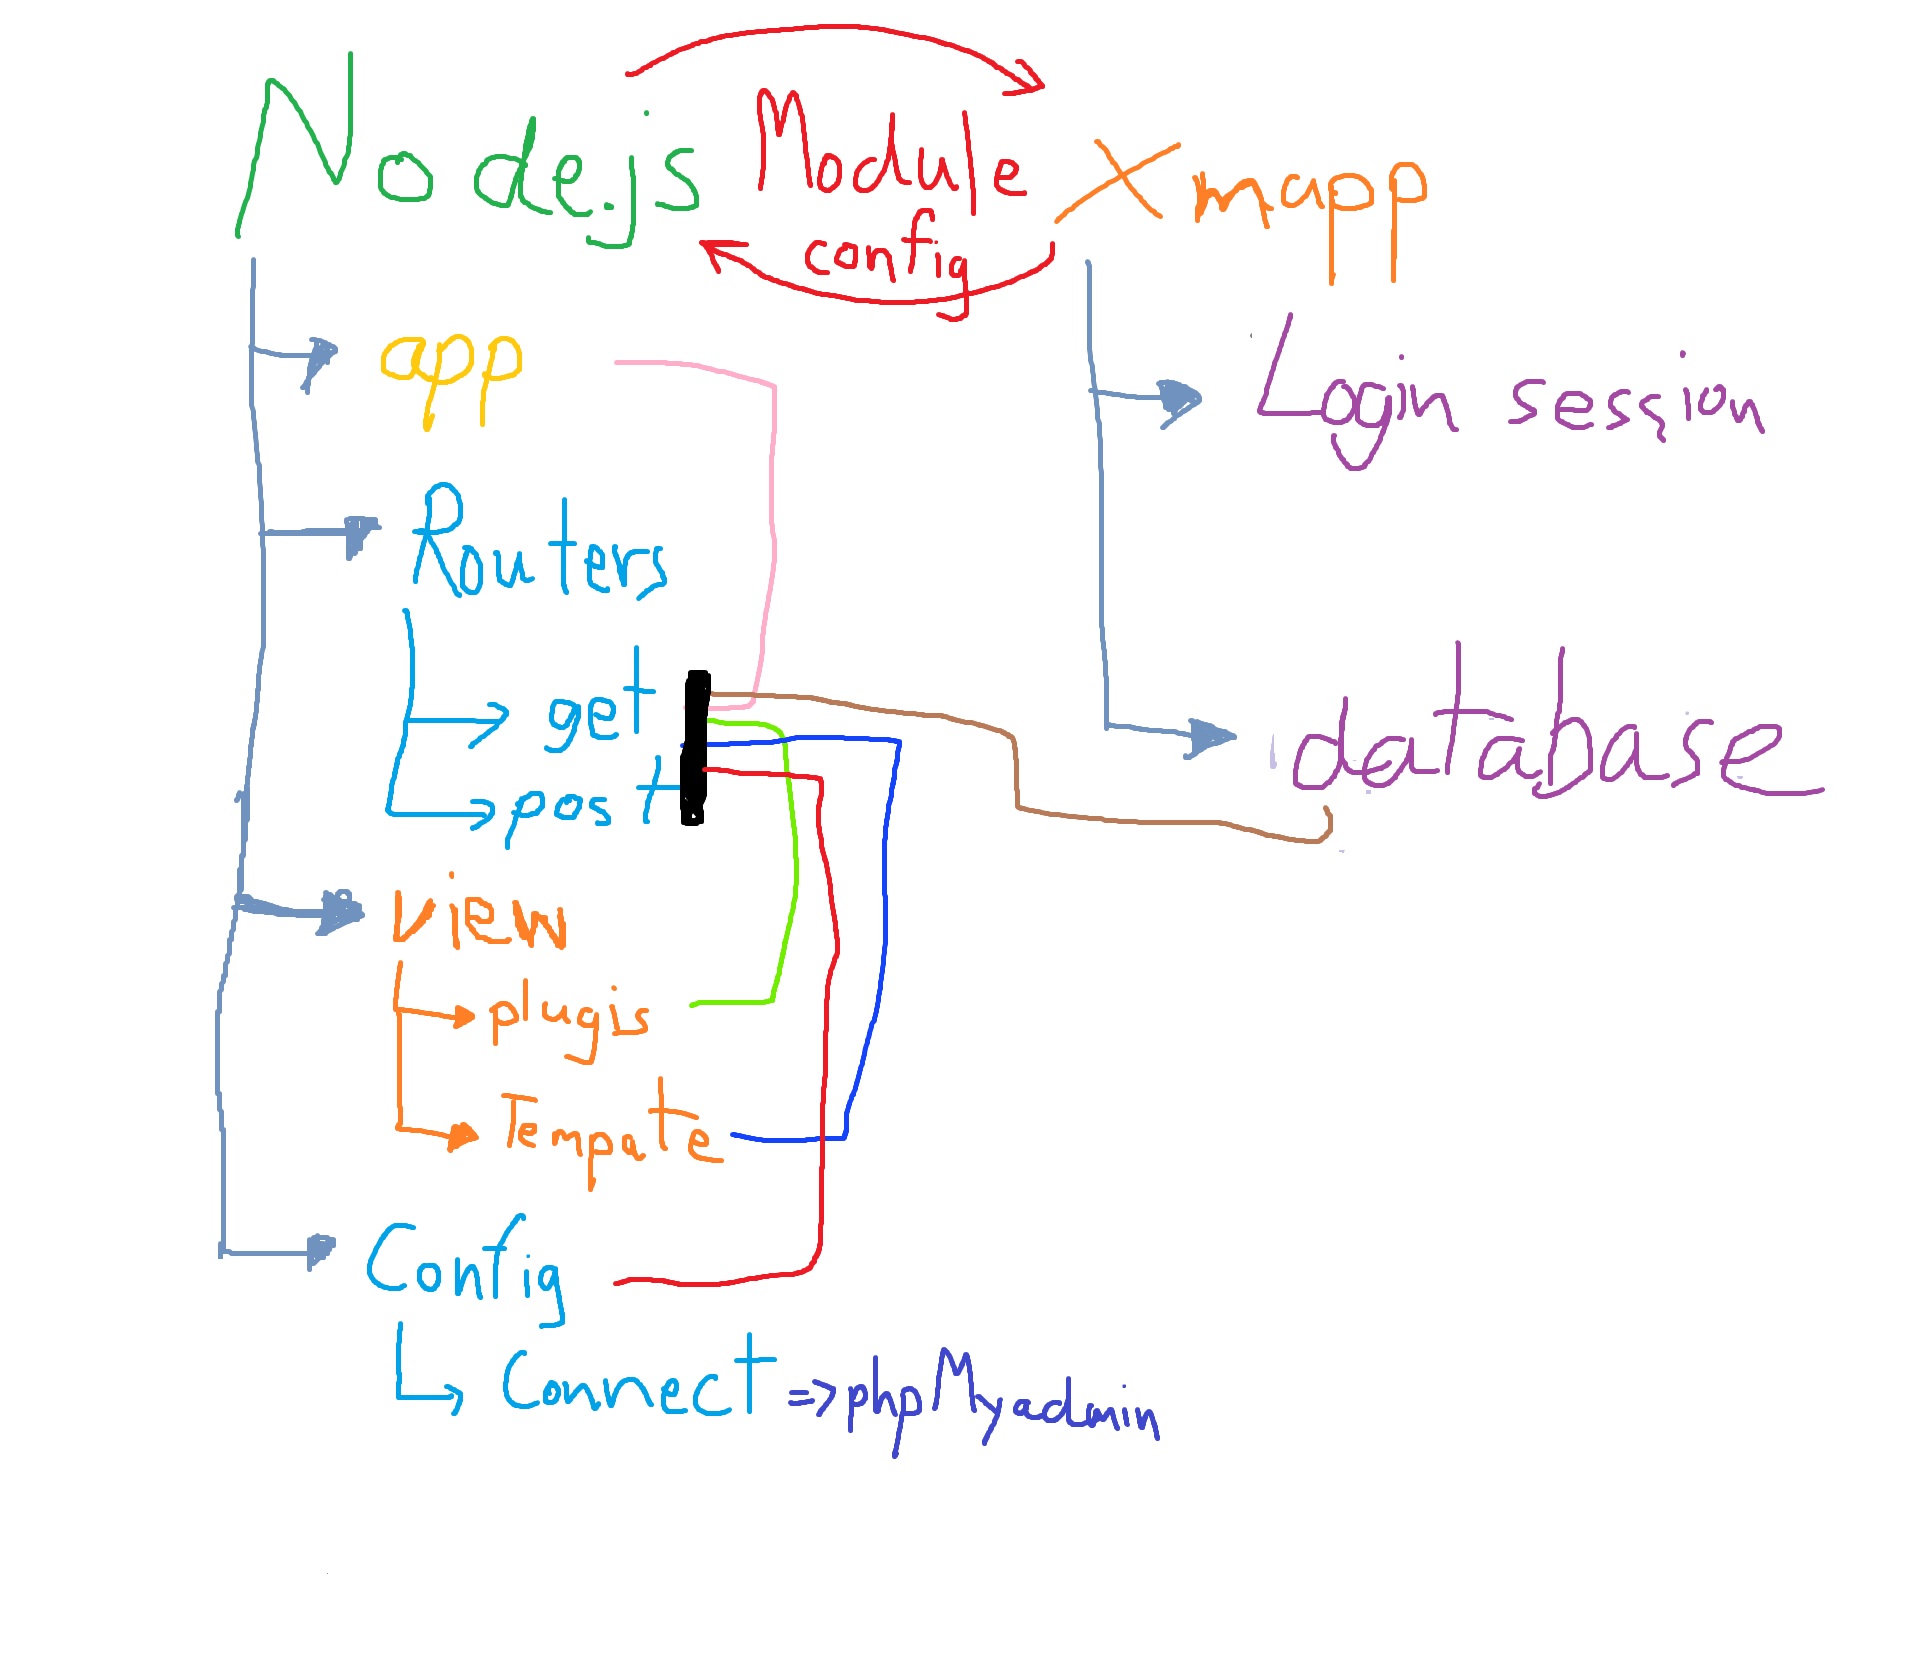 Node.js Module Xmapp
config
app
Login session
Routers
get
database
post
view
plugis
Tempate
Config
Connect => phpMyadmin